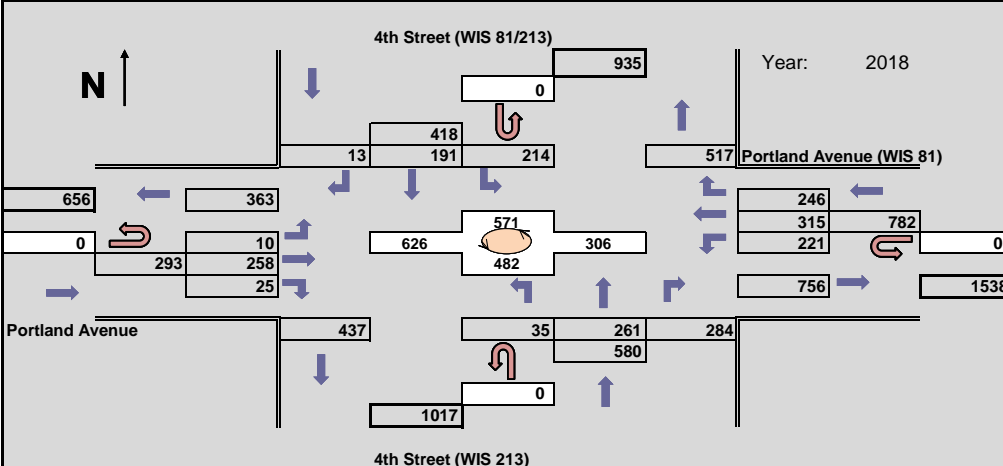 4th Street (WIS 81/213)
935
Year: 2018
N
0
418
13 191 214 517 Portland Avenue (WIS 81)
656 363 246
571 315 782
0 10 626 306 221 0
293 258 482
25 756 1538
Portland Avenue 437 35 261 284
580
0
1017
4th Street (WIS 213)